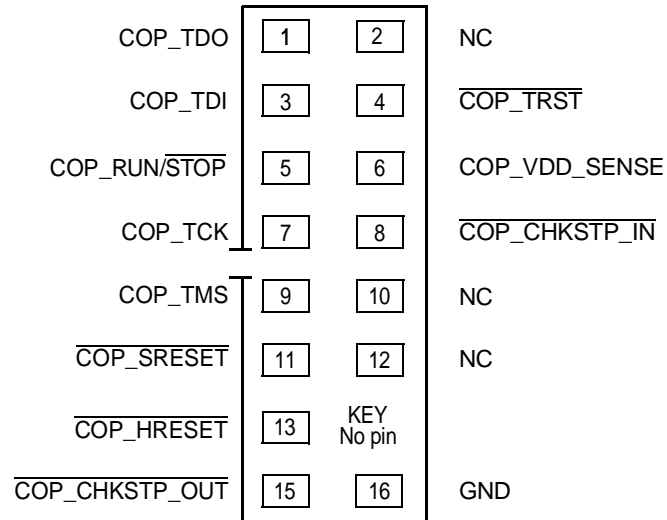 COP_TDO 1 2 NC
COP_TDI 3 4 COP_TRST
COP_RUN/STOP 5 6 COP_VDD_SENSE
COP_TCK 7 8 COP_CHKSTP_IN
COP_TMS 9 10 NC
COP_SRESET 11 12 NC
COP_HRESET 13 KEY
No pin
COP_CHKSTP_OUT 15 16 GND